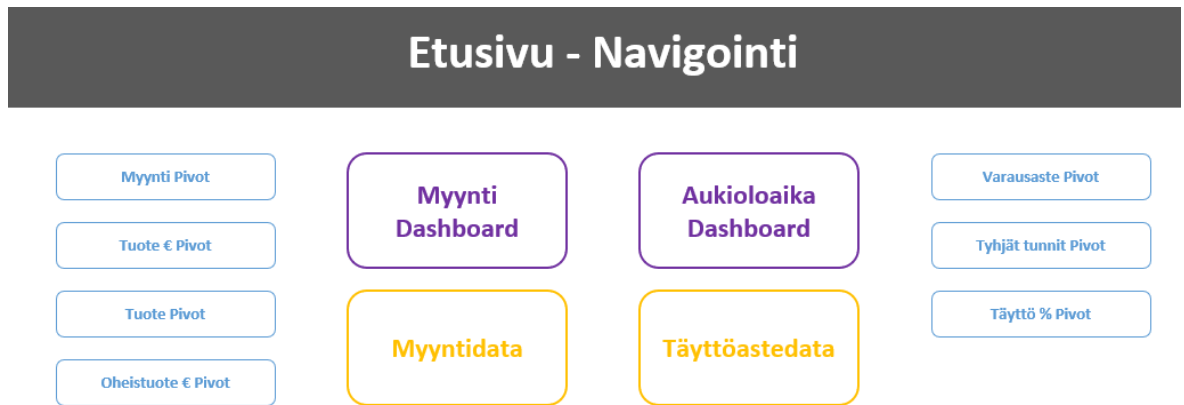 Etusivu - Navigointi
Myynti Pivot
Tuote € Pivot
Tuote Pivot
Oheistuote € Pivot
Myynti
Dashboard
Myyntidata
Aukioloaika
Dashboard
Täyttöastedata
Varausaste Pivot
Tyhjät tunnit Pivot
Täyttö % Pivot